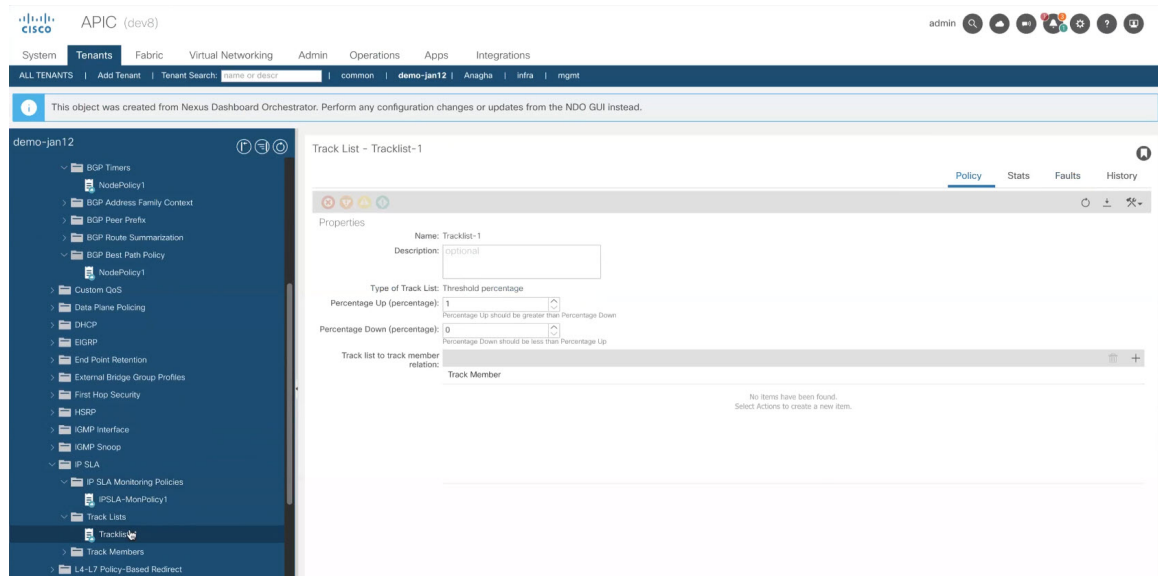 CISCO APIC (dev8) admin
System Tenants Fabric Virtual Networking Admin Operations Apps Integrations
ALL TENANTS | Add Tenant | Tenant Search: name or descr | common | demo-jan12 | Anagha | infra | mgmt
This object was created from Nexus Dashboard Orchestrator. Perform any configuration changes or updates from the NDO GUI instead.
demo-jan12
BGP Timers
NodePolicy1
BGP Address Family Context
BGP Peer Prefix
BGP Route Summarization
BGP Best Path Policy
NodePolicy1
Custom QoS
Data Plane Policing
DHCP
EIGRP
End Point Retention
External Bridge Group Profiles
First Hop Security
HSRP
IGMP Interface
IGMP Snoop
IP SLA
IP SLA Monitoring Policies
IPSLA-MonPolicy1
Track Lists
Track Members
L4-L7 Policy-Based Redirect
Track List - Tracklist-1
Policy Stats Faults History
Properties
Name: Tracklist-1
Description: optional
Type of Track List: Threshold percentage
Percentage Up (percentage): 1
Percentage Up should be greater than Percentage Down
Percentage Down (percentage): 0
Percentage Down should be less than Percentage Up
Track list to track member
relation:
Track Member
No items have been found.
Select Actions to create a new item.